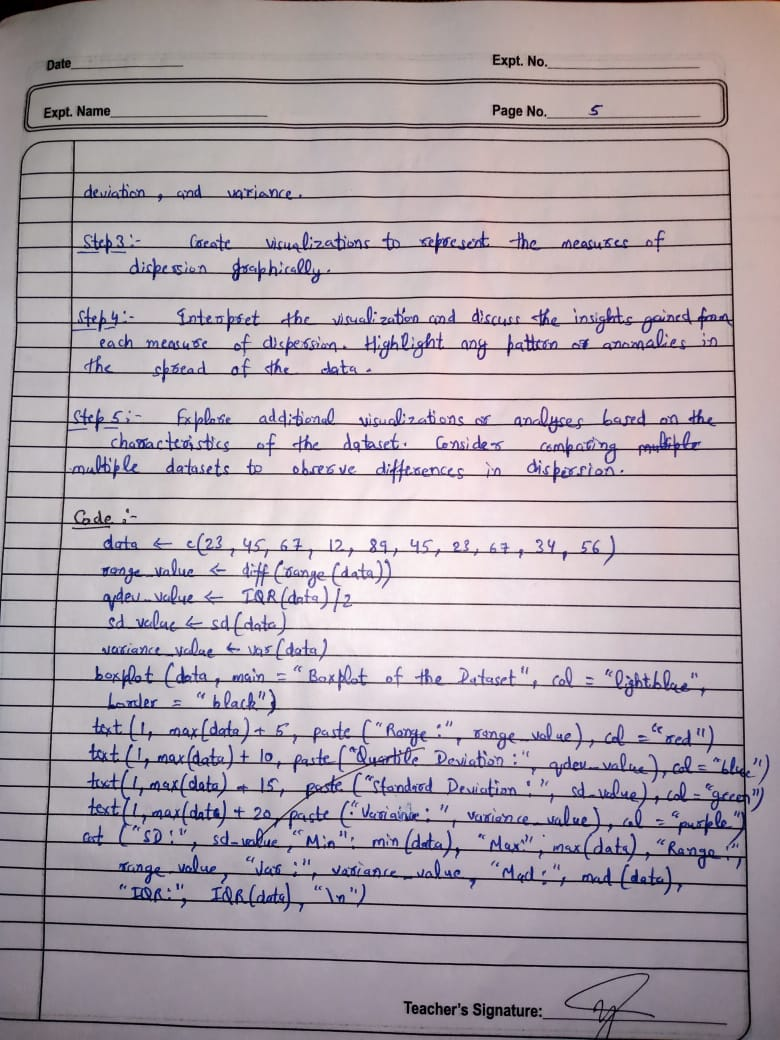 Date
Expt. No.
Expt. Name
Page No. 5
deviation, and variance.
Step 3:- Create visualizations to represent the measures of
dispersion graphically.
Step 4:- Interpret the visualization and discuss the insights gained from
each measure of dispersion. Highlight any pattern or anomalies in
the spread of the data.
Step 5:- Explore additional visualizations or analyses based on the
characteristics of the dataset. Consider comparing multiple
multiple datasets to observe differences in dispersion.
Code :-
data ← c(23, 45, 67, 12, 89, 45, 23, 67, 34, 56)
range_value ← diff(range(data))
qdev_value ← IQR(data)/2
sd_value ← sd(data)
variance_value ← var(data)
boxplot (data, main = "Boxplot of the Dataset", col = "lightblue",
border = "black")
text (1, max(data) + 5, paste ("Range :", range_value), col = "red")
text (1, max(data) + 10, paste ("Quartile Deviation :", qdev_value), col = "blue")
text (1, max(data) + 15, paste ("Standard Deviation :", sd_value), col = "green")
text (1, max(data) + 20, paste (":Variance :", variance_value), col = "purple")
cat ("SD:", sd_value, "Min": min(data), "Max:", max(data), "Range :",
range_value, "Var :", variance_value, "Mad :", mad (data),
"IQR:", IQR(data), "\n")
Teacher's Signature: